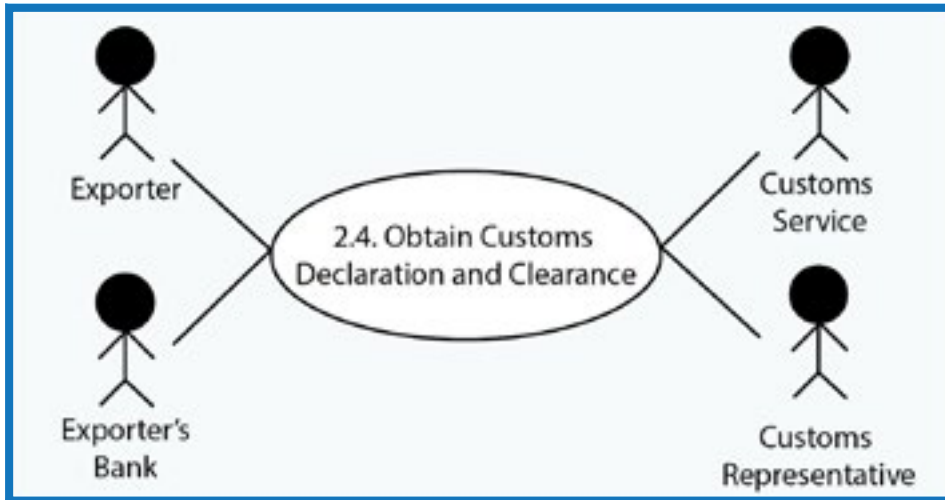 Exporter
Customs
Service
2.4. Obtain Customs
Declaration and Clearance
Exporter's
Bank
Customs
Representative